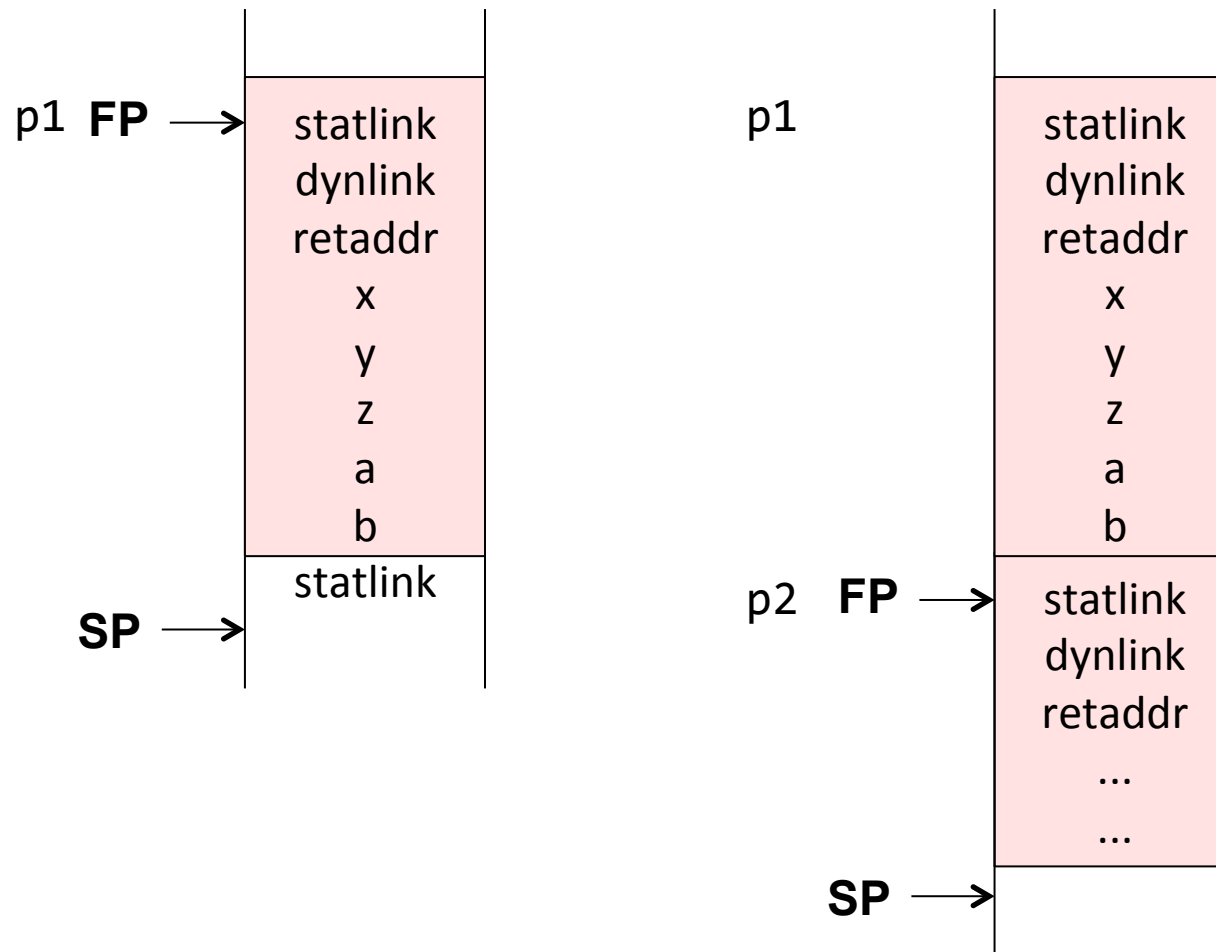 p1 FP statlink
dynlink
retaddr
x
y
z
a
b
statlink
SP
p1 statlink
dynlink
retaddr
x
y
z
a
b
p2 FP statlink
dynlink
retaddr
...
...
SP